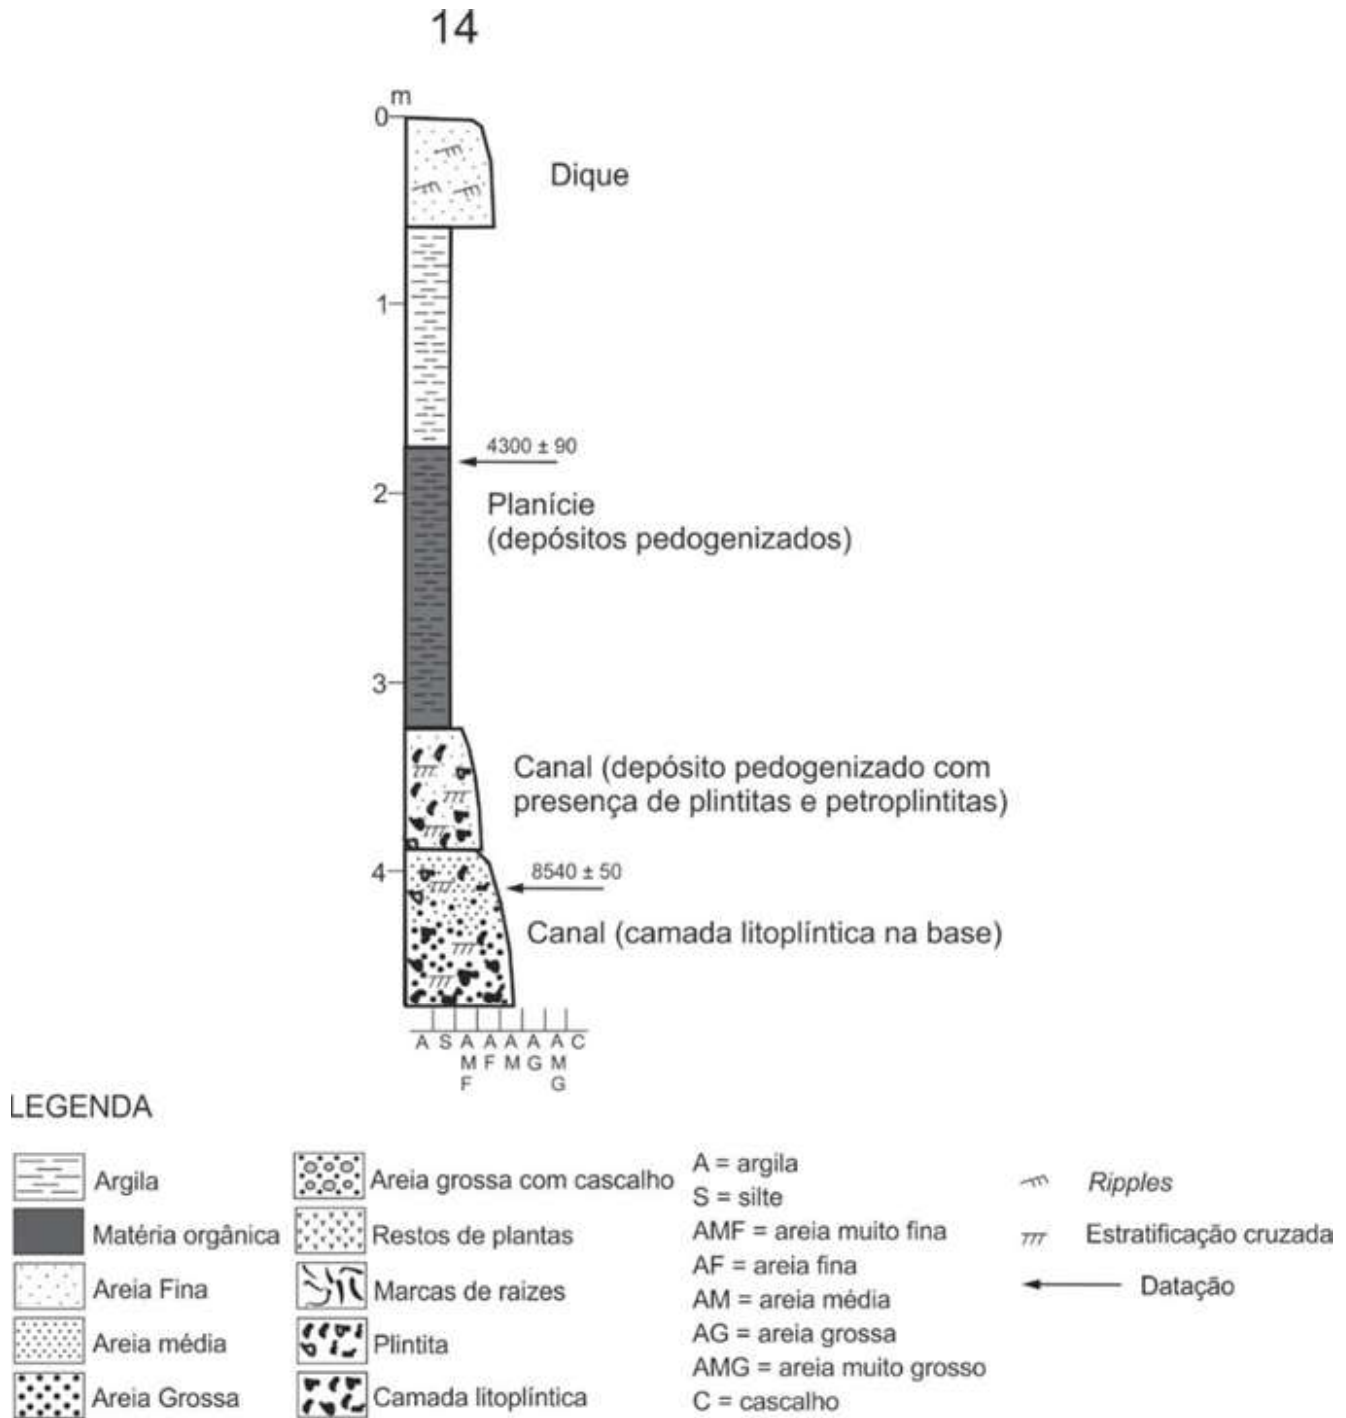 14
m
0
Dique
1
4300 ± 90
2
Planície
(depósitos pedogenizados)
3
Canal (depósito pedogenizado com
presença de plintitas e petroplintitas)
4
8540 ± 50
Canal (camada litoplíntica na base)
A S A A A A A C
M F M G M
F G
LEGENDA
Argila
Matéria orgânica
Areia Fina
Areia média
Areia Grossa
Areia grossa com cascalho
Restos de plantas
Marcas de raizes
Plintita
Camada litoplíntica
A = argila
S = silte
AMF = areia muito fina
AF = areia fina
AM = areia média
AG = areia grossa
AMG = areia muito grosso
C = cascalho
Ripples
Estratificação cruzada
Datação